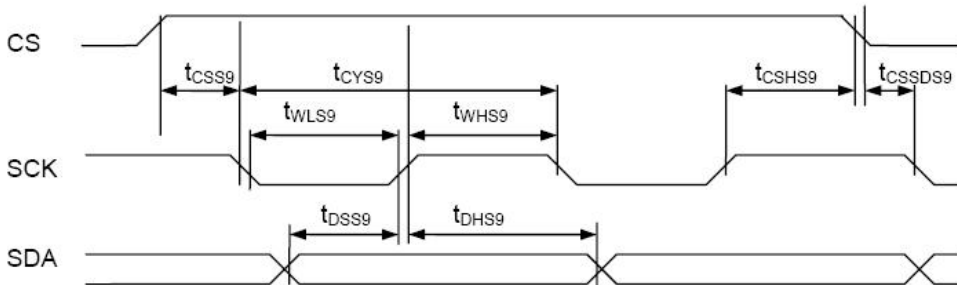 CS
tCSS9
tCYS9
tCSHS9
tCSSDS9
tWLS9
tWHS9
SCK
tDSS9
tDHS9
SDA